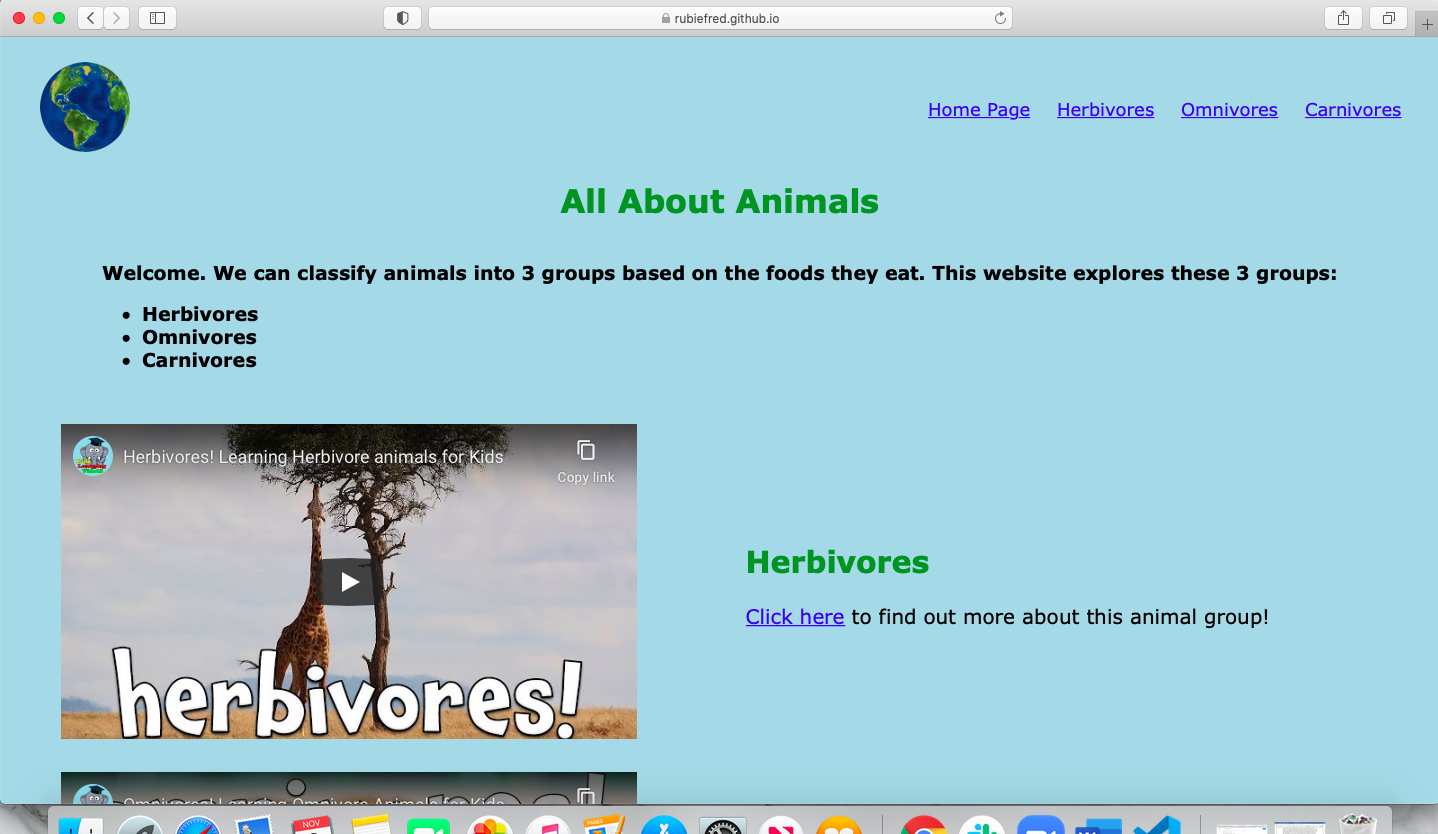 rubiefred.github.io
Home Page Herbivores Omnivores Carnivores
All About Animals
Welcome. We can classify animals into 3 groups based on the foods they eat. This website explores these 3 groups:
Herbivores
Omnivores
Carnivores
Herbivores! Learning Herbivore animals for Kids
Copy link
herbivores!
Herbivores
Click here to find out more about this animal group!
Omnivores! Learning Omnivore Animals for Kids
NOV
PAGES